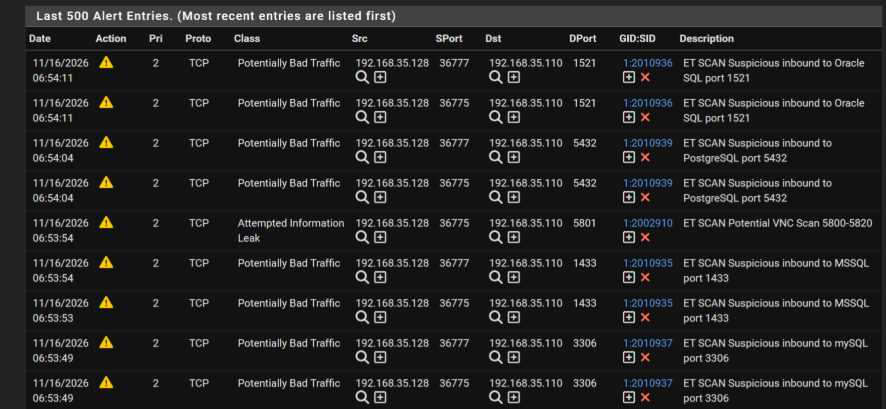 Last 500 Alert Entries. (Most recent entries are listed first)
Date Action Pri Proto Class Src SPort Dst DPort GID:SID Description
11/16/2026 2 TCP Potentially Bad Traffic 192.168.35.128 36777 192.168.35.110 1521 1:2010936 ET SCAN Suspicious inbound to Oracle
06:54:11 SQL port 1521
11/16/2026 2 TCP Potentially Bad Traffic 192.168.35.128 36775 192.168.35.110 1521 1:2010936 ET SCAN Suspicious inbound to Oracle
06:54:11 SQL port 1521
11/16/2026 2 TCP Potentially Bad Traffic 192.168.35.128 36777 192.168.35.110 5432 1:2010939 ET SCAN Suspicious inbound to
06:54:04 PostgreSQL port 5432
11/16/2026 2 TCP Potentially Bad Traffic 192.168.35.128 36775 192.168.35.110 5432 1:2010939 ET SCAN Suspicious inbound to
06:54:04 PostgreSQL port 5432
11/16/2026 2 TCP Attempted Information 192.168.35.128 36775 192.168.35.110 5801 1:2002910 ET SCAN Potential VNC Scan 5800-5820
06:53:54 Leak
11/16/2026 2 TCP Potentially Bad Traffic 192.168.35.128 36777 192.168.35.110 1433 1:2010935 ET SCAN Suspicious inbound to MSSQL
06:53:54 port 1433
11/16/2026 2 TCP Potentially Bad Traffic 192.168.35.128 36775 192.168.35.110 1433 1:2010935 ET SCAN Suspicious inbound to MSSQL
06:53:53 port 1433
11/16/2026 2 TCP Potentially Bad Traffic 192.168.35.128 36777 192.168.35.110 3306 1:2010937 ET SCAN Suspicious inbound to mySQL
06:53:49 port 3306
11/16/2026 2 TCP Potentially Bad Traffic 192.168.35.128 36775 192.168.35.110 3306 1:2010937 ET SCAN Suspicious inbound to mySQL
06:53:49 port 3306